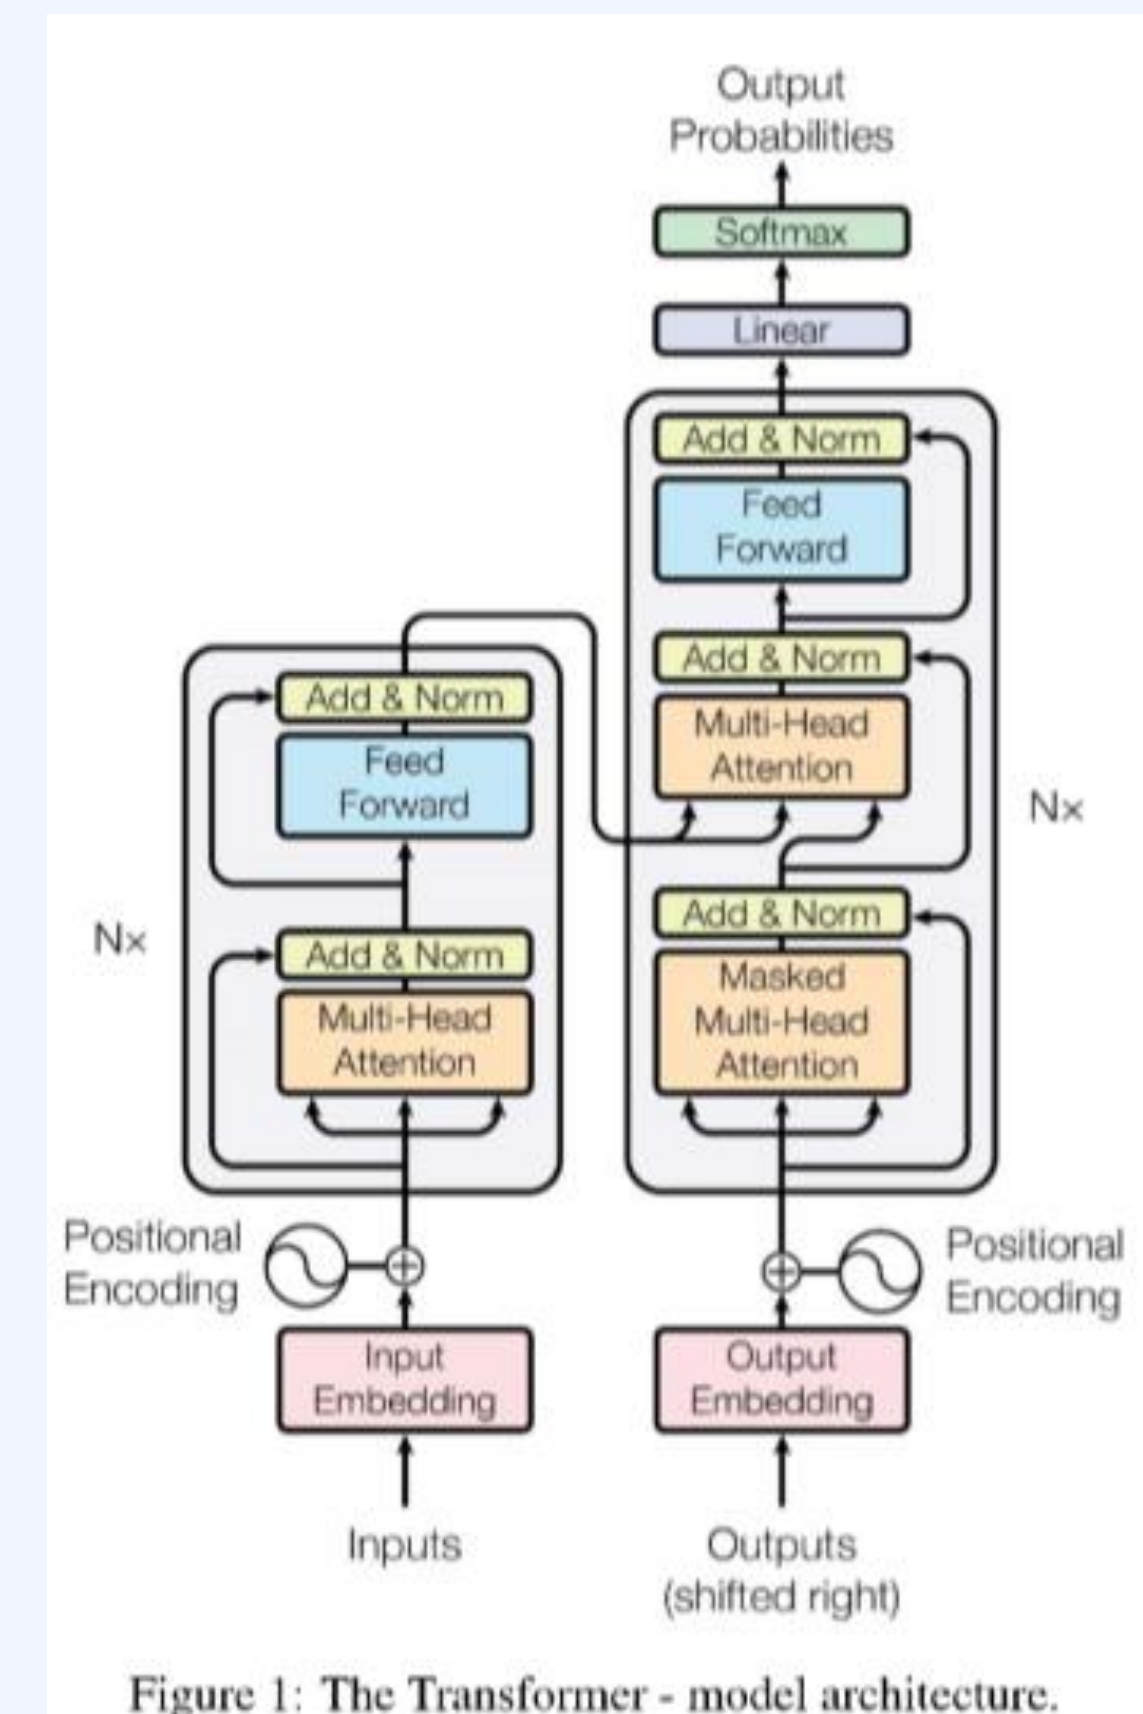 Output
Probabilities
Softmax
Linear
Add & Norm
Feed
Forward
Add & Norm
Multi-Head
Attention
Nx
Add & Norm
Masked
Multi-Head
Attention
Add & Norm
Feed
Forward
Nx
Add & Norm
Multi-Head
Attention
Positional
Encoding
Positional
Encoding
Input
Embedding
Output
Embedding
Inputs
Outputs
(shifted right)
Figure 1: The Transformer - model architecture.